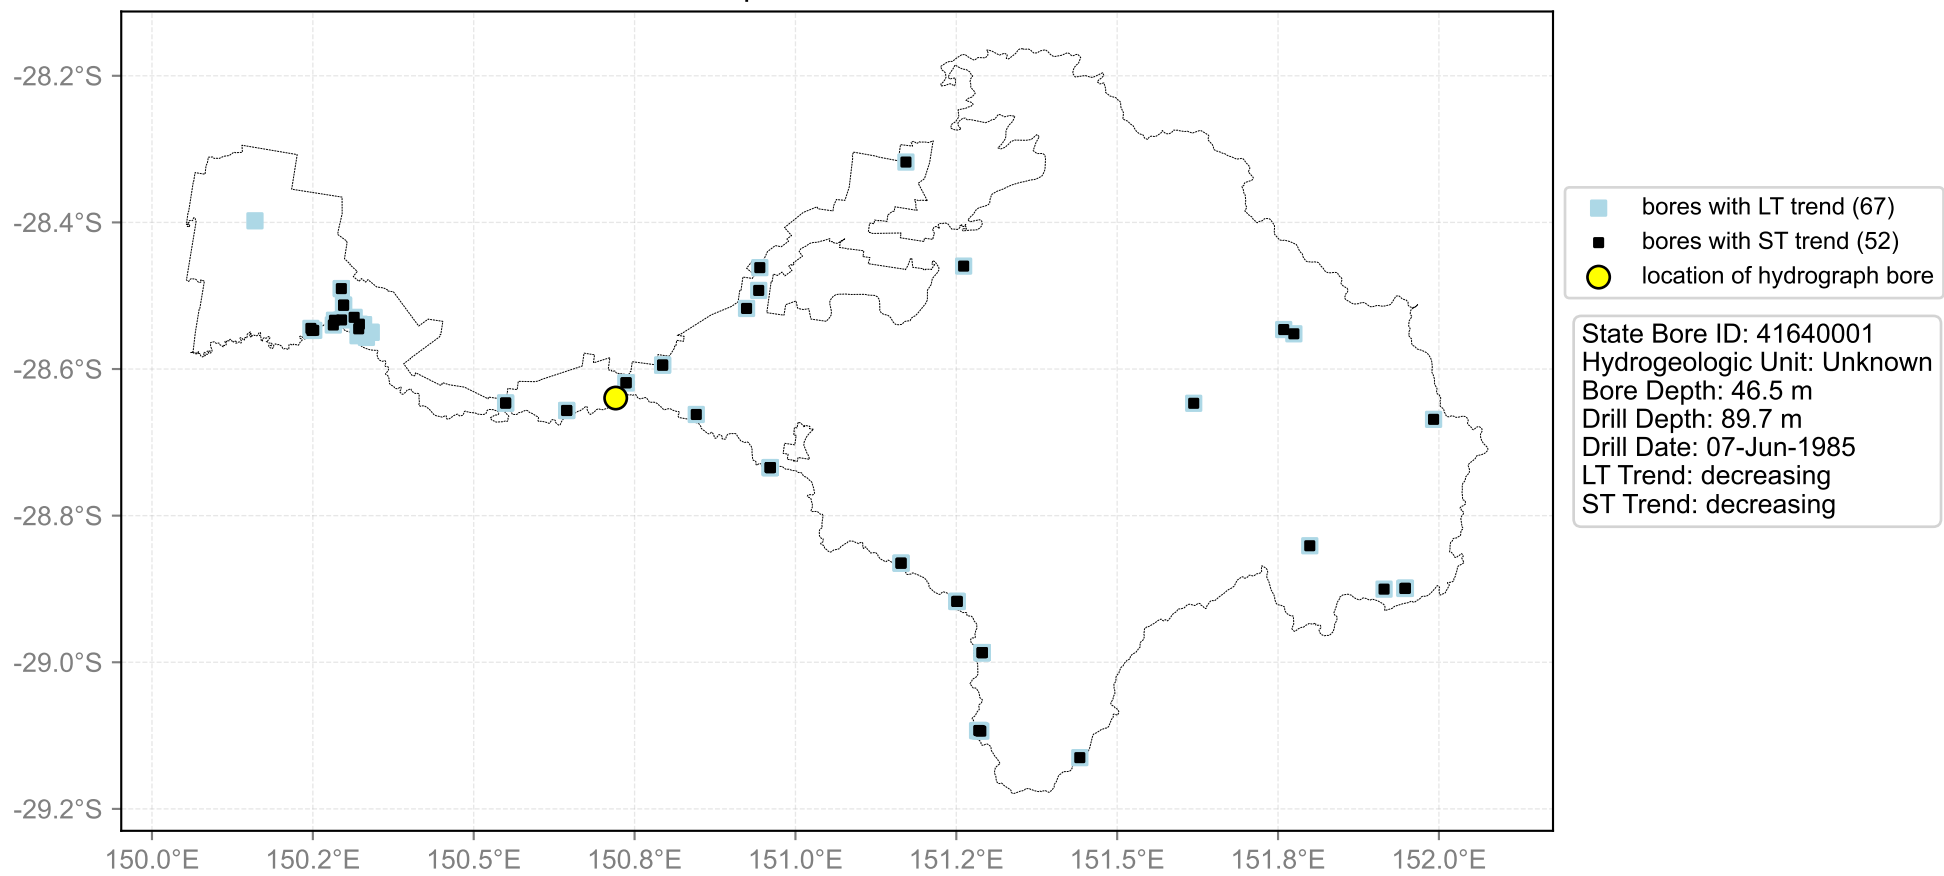 -28.2°S
-28.4°S
-28.6°S
-28.8°S
-29.0°S
-29.2°S
150.0°E
150.2°E
150.5°E
150.8°E
151.0°E
151.2°E
151.5°E
151.8°E
152.0°E
bores with LT trend (67)
bores with ST trend (52)
location of hydrograph bore
State Bore ID: 41640001
Hydrogeologic Unit: Unknown
Bore Depth: 46.5 m
Drill Depth: 89.7 m
Drill Date: 07-Jun-1985
LT Trend: decreasing
ST Trend: decreasing